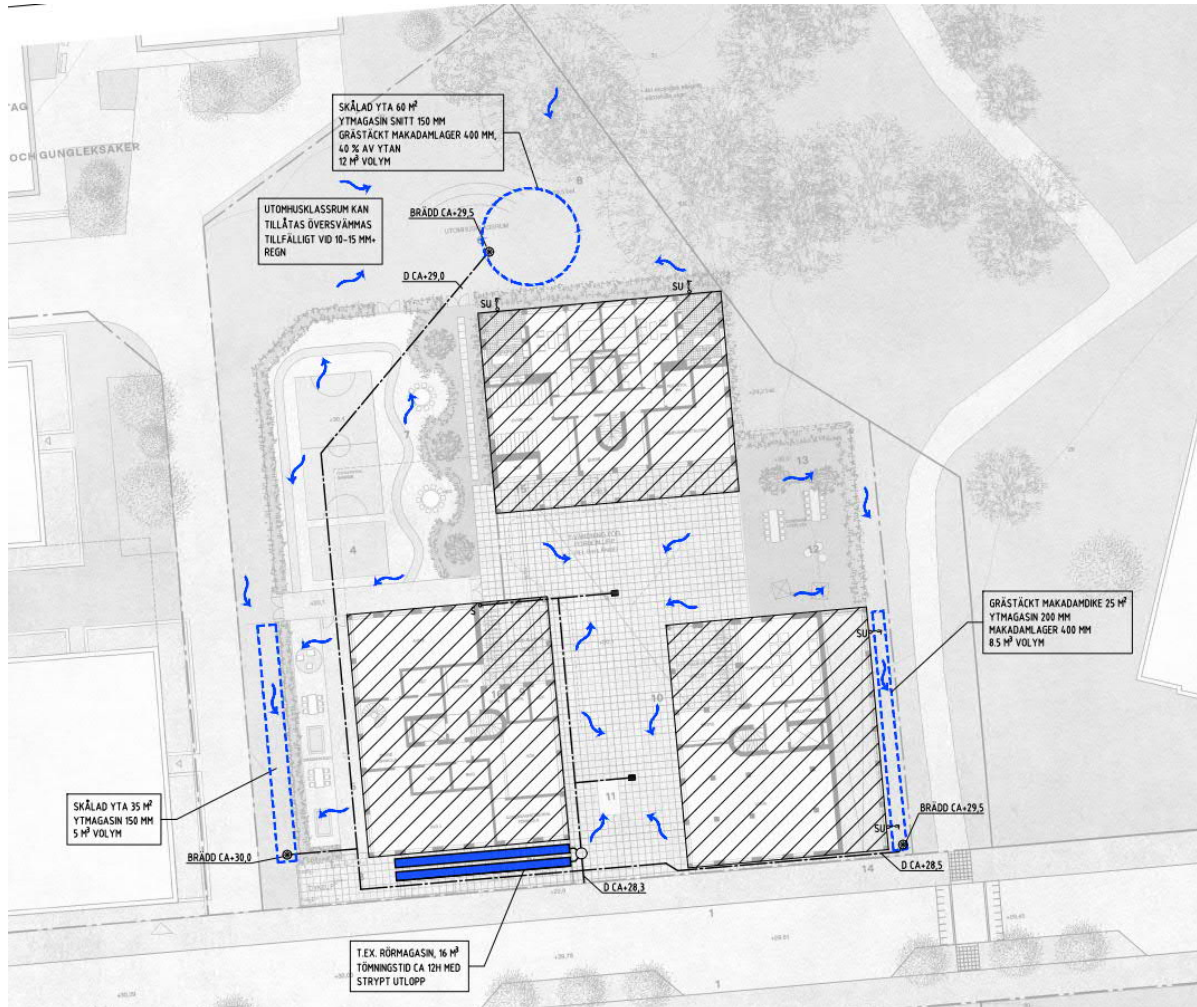 SKÅLAD YTA 60 M²
YTMAGASIN SNITT 150 MM
GRÄSTÄCKT MAKADAMLAGER 400 MM,
40 % AV YTAN
12 M³ VOLYM
TAG
OCH GUNGLEKSAKER
UTOMHUSKLASSRUM KAN
TILLÅTAS ÖVERSVÄMMAS
TILLFÄLLIGT VID 10-15 MM+
REGN
BRÄDD CA+29,5
8
D CA+29,0
SU
SU
7
4
13
12
S
GRÄSTÄCKT MAKADAMDIKE 25 M²
YTMAGASIN 200 MM
MAKADAMLAGER 400 MM
8.5 M³ VOLYM
SU
10
11
SKÅLAD YTA 35 M²
YTMAGASIN 150 MM
5 M³ VOLYM
BRÄDD CA+29,5
SU
BRÄDD CA+30,0
D CA+28,3
D CA+28,5
14
1
T.EX. RÖRMAGASIN, 16 M³
TÖMNINGSTID CA 12H MED
STRYPT UTLOPP
1